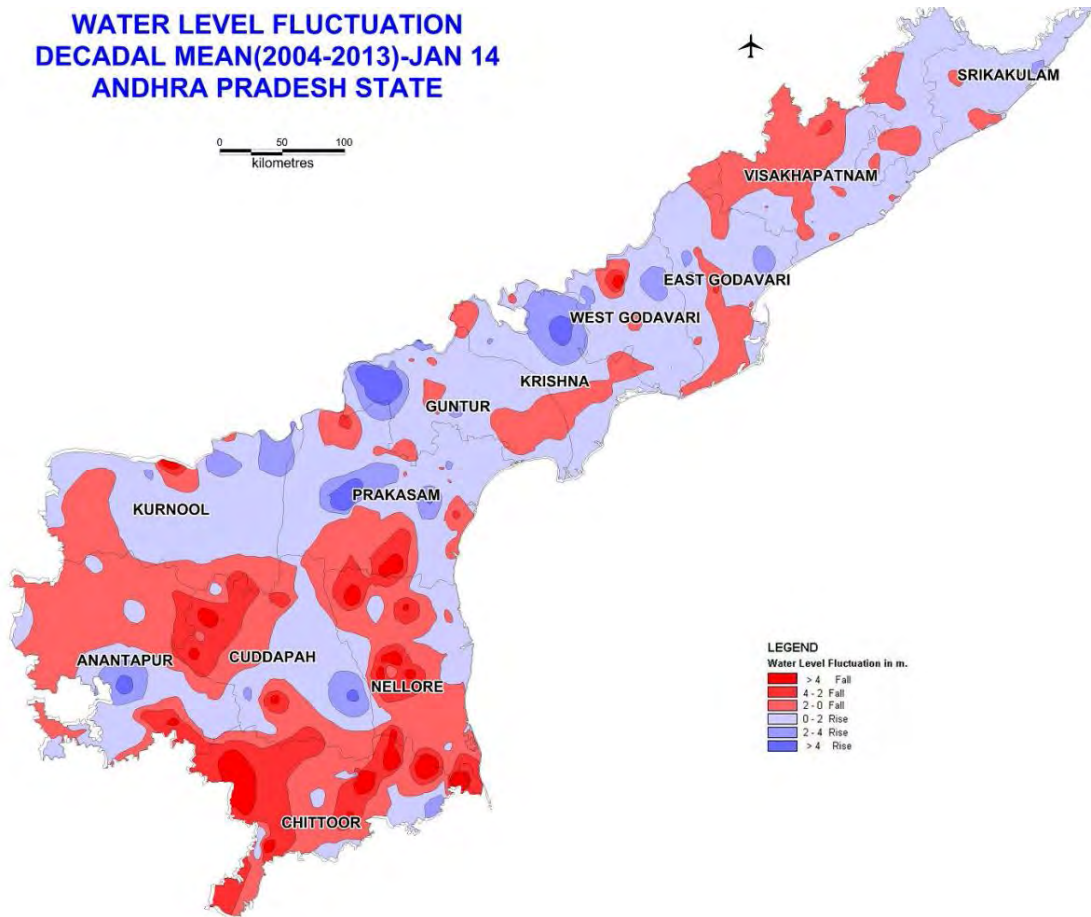 WATER LEVEL FLUCTUATION
DECADAL MEAN(2004-2013)-JAN 14
ANDHRA PRADESH STATE
0 50 100
kilometres
SRIKAKULAM
VISAKHAPATNAM
EAST GODAVARI
WEST GODAVARI
KRISHNA
GUNTUR
PRAKASAM
KURNOOL
ANANTAPUR
CUDDAPAH
NELLORE
CHITTOOR
LEGEND
Water Level Fluctuation in m.
> 4 Fall
4 - 2 Fall
2 - 0 Fall
0 - 2 Rise
2 - 4 Rise
> 4 Rise